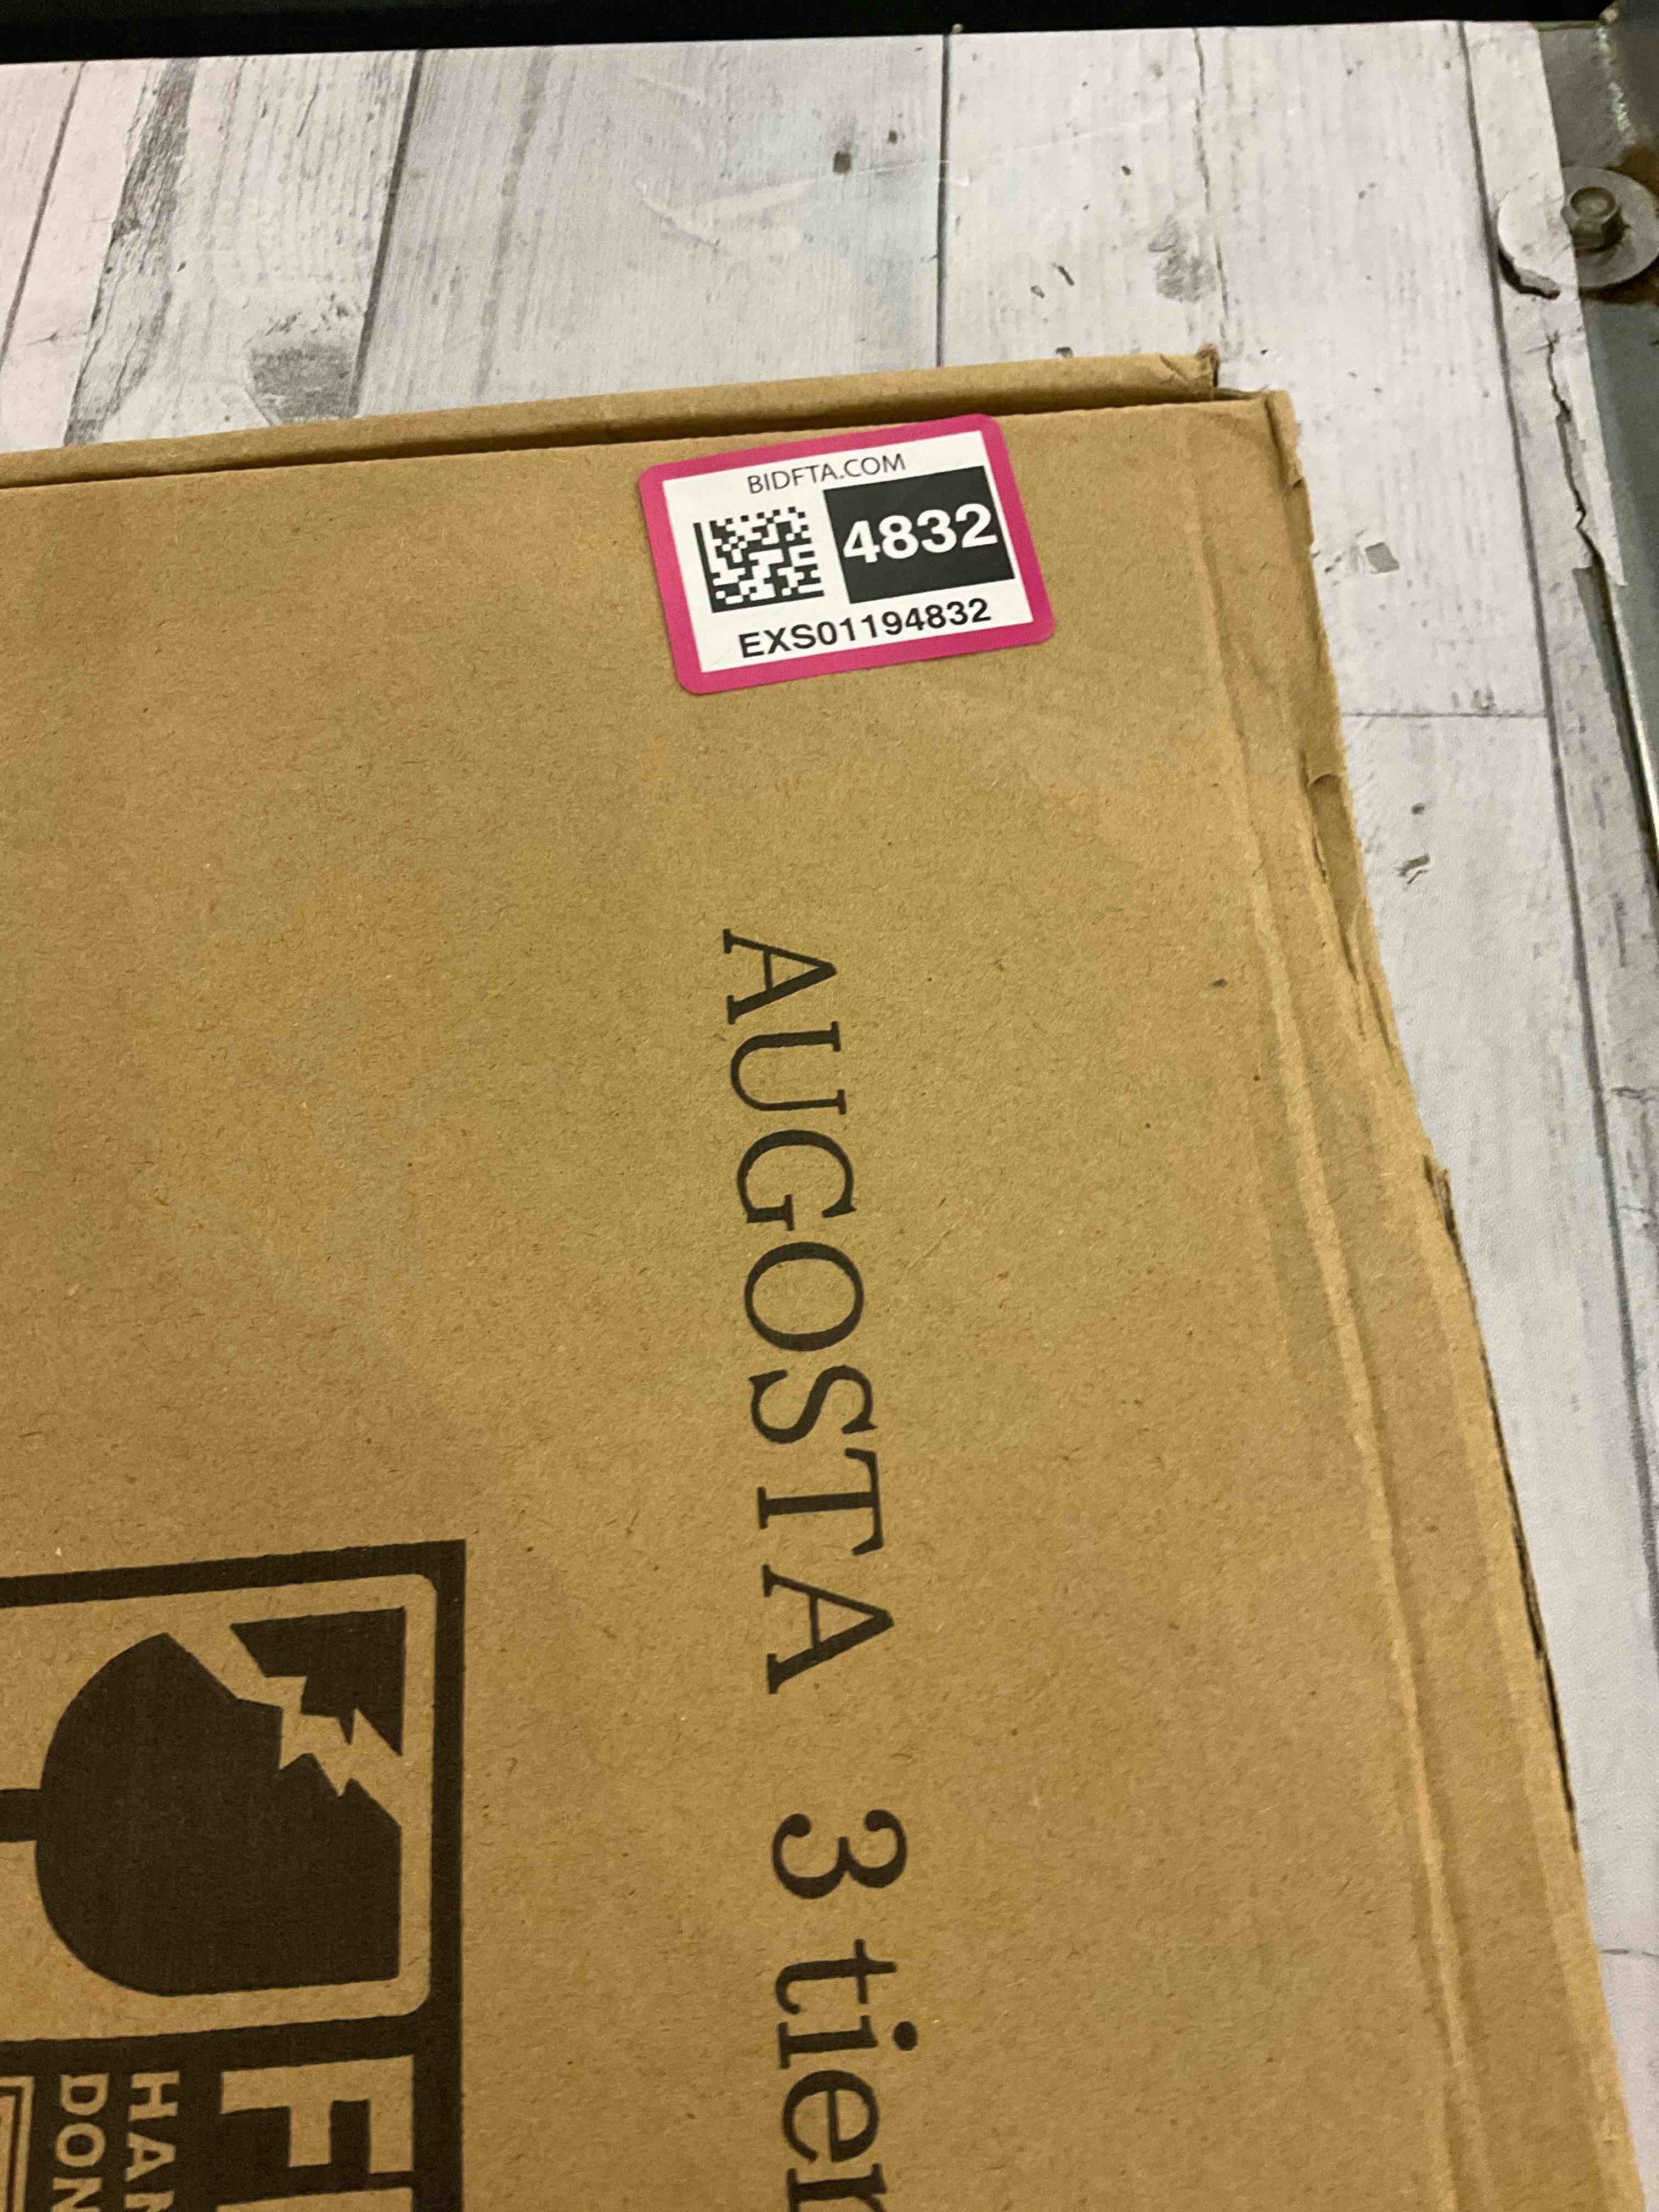 BIDFTA.COM
4832
EXS01194832
AUGOSTA 3 tier